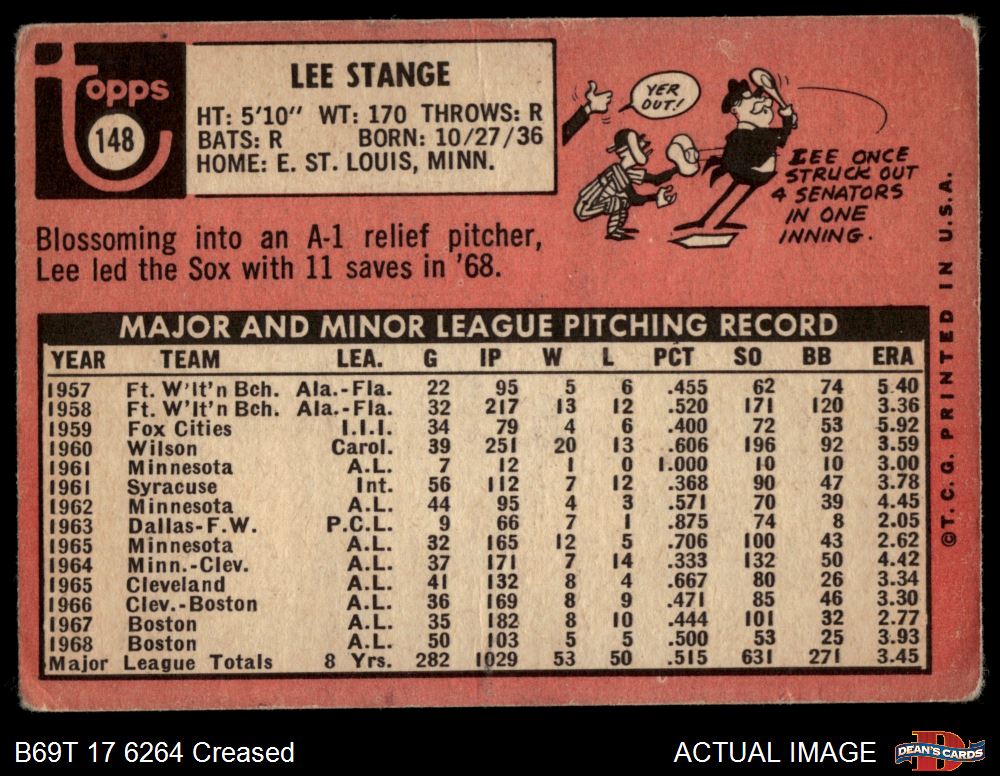 Topps
148
LEE STANGE
HT: 5'10" WT: 170 THROWS: R
BATS: R BORN: 10/27/36
HOME: E. ST. LOUIS, MINN.
YER OUT!
LEE ONCE
STRUCK OUT
4 SENATORS
IN ONE
INNING.
Blossoming into an A-1 relief pitcher,
Lee led the Sox with 11 saves in '68.
MAJOR AND MINOR LEAGUE PITCHING RECORD
YEAR TEAM LEA. G IP W L PCT SO BB ERA
1957 Ft. W'lt'n Bch. Ala.-Fla. 22 95 5 6 .455 62 74 5.40
1958 Ft. W'lt'n Bch. Ala.-Fla. 32 217 13 12 .520 171 120 3.36
1959 Fox Cities I.I.I. 34 79 4 6 .400 72 53 5.92
1960 Wilson Carol. 39 251 20 13 .606 196 92 3.59
1961 Minnesota A.L. 7 12 1 0 1.000 10 10 3.00
1961 Syracuse Int. 56 112 7 12 .368 90 47 3.78
1962 Minnesota A.L. 44 95 4 3 .571 70 39 4.45
1963 Dallas-F.W. P.C.L. 9 66 7 1 .875 74 8 2.05
1965 Minnesota A.L. 32 165 12 5 .706 100 43 2.62
1964 Minn.-Clev. A.L. 37 171 7 14 .333 132 50 4.42
1965 Cleveland A.L. 41 132 8 4 .667 80 26 3.34
1966 Clev.-Boston A.L. 36 169 8 9 .471 85 46 3.30
1967 Boston A.L. 35 182 8 10 .444 101 32 2.77
1968 Boston A.L. 50 103 5 5 .500 53 25 3.93
Major League Totals 8 Yrs. 282 1029 53 50 .515 631 271 3.45
©T.C.G. PRINTED IN U.S.A.
B69T 17 6264 Creased
ACTUAL IMAGE
D
DEAN'S CARDS